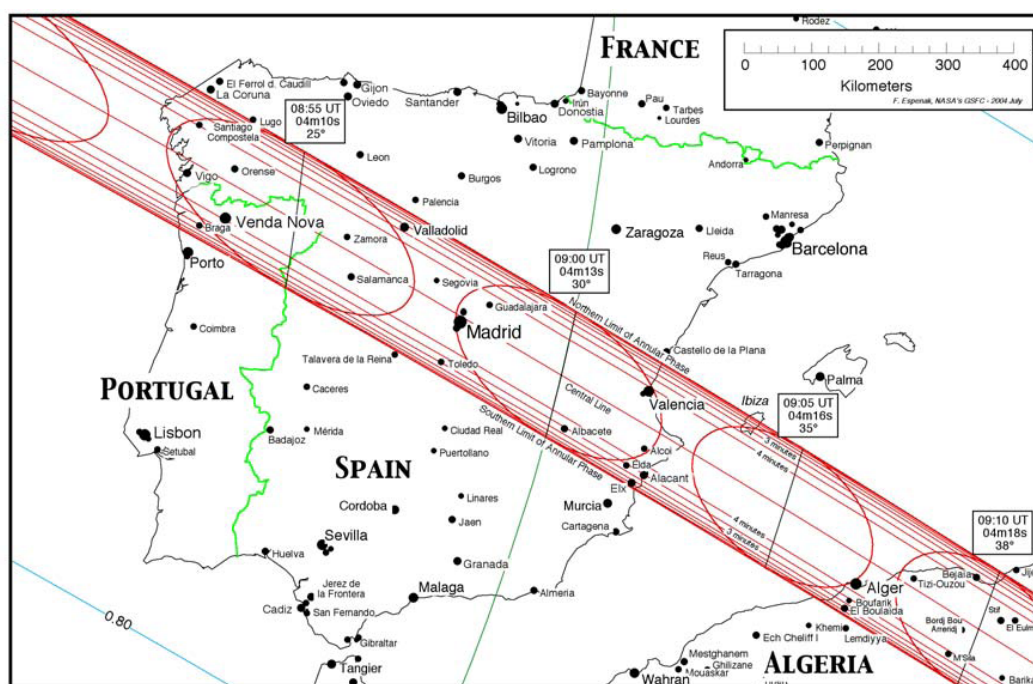 Rodez
FRANCE
0
100
200
300
400
Kilometers
F. Espenak, NASA's GSFC - 2004 July
El Ferrol d. Caudill
La Coruna
Gijon
Oviedo
Santander
Bilbao
Irún
Donostia
Bayonne
Pau
Tarbes
Lourdes
Perpignan
Andorra
08:55 UT
04m10s
25°
Lugo
Santiago
Compostela
Leon
Vitoria
Pamplona
Logrono
Burgos
Vigo
Orense
Palencia
Venda Nova
Braga
Valladolid
Zamora
Zaragoza
Lleida
Manresa
Barcelona
Reus
Tarragona
Porto
Salamanca
Segovia
09:00 UT
04m13s
30°
Guadalajara
Northern Limit of Annular Phase
Coimbra
Madrid
Talavera de la Reina
Toledo
Castello de la Plana
Palma
PORTUGAL
Caceres
Central Line
Valencia
Ibiza
09:05 UT
04m16s
35°
Southern Limit of Annular Phase
Lisbon
Setubal
Badajoz
Mérida
Ciudad Real
Albacete
3 minutes
4 minutes
Puertollano
Alcoi
SPAIN
Elda
Alacant
Elx
Linares
Murcia
Cordoba
Jaen
Cartagena
4 minutes
3 minutes
09:10 UT
04m18s
38°
Sevilla
Huelva
Granada
Alger
Bejaia
Tizi-Ouzou
Jerez de
la Frontera
Malaga
Almeria
Boufarik
El Boulaida
Cadiz
San Fernando
Stif
El Eulm
Bordj Bou
Arreridj
0.80
Gibraltar
Khemi
Lemdiyya
Ech Cheliff I
Tangier
Mestghanem
Ghilizane
Mouaskar
Wahran
ALGERIA
M'Sila
Barika